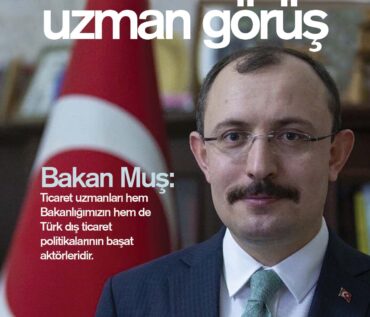 uzman görüş
Bakan Muş:
Ticaret uzmanları hem
Bakanlığımızın hem de
Türk dış ticaret
politikalarının başat
aktörleridir.